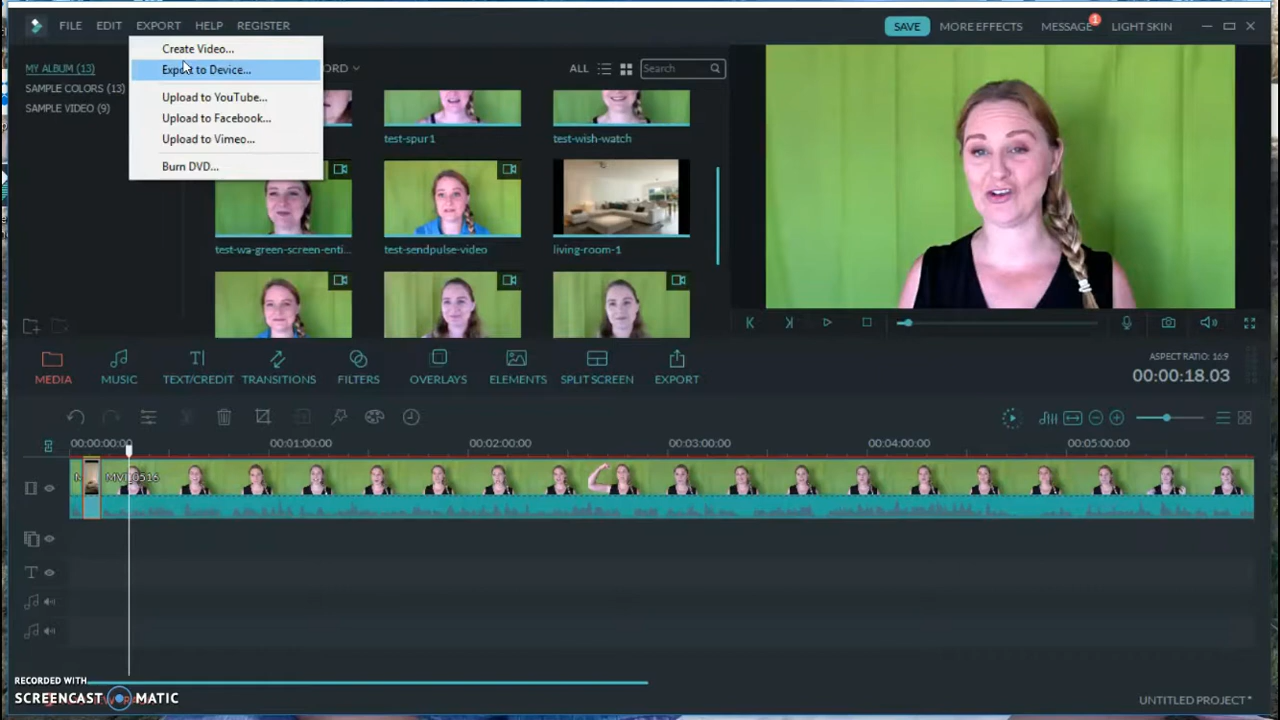 FILE EDIT EXPORT HELP REGISTER
SAVE MORE EFFECTS MESSAGE 1 LIGHT SKIN
Create Video...
Export to Device...
Upload to YouTube...
Upload to Facebook...
Upload to Vimeo...
Burn DVD...
MY ALBUM (13)
SAMPLE COLORS (13)
SAMPLE VIDEO (9)
ORD
ALL Search
test-spur1 test-wish-watch
test-wa-green-screen-enti... test-sendpulse-video living-room-1
MEDIA MUSIC TEXT/CREDIT TRANSITIONS FILTERS OVERLAYS ELEMENTS SPLIT SCREEN EXPORT
ASPECT RATIO: 16:9
00:00:18.03
00:00:00:00 00:01:00:00 00:02:00:00 00:03:00:00 00:04:00:00 00:05:00:00
RECORDED WITH
SCREENCAST MATIC
UNTITLED PROJECT*